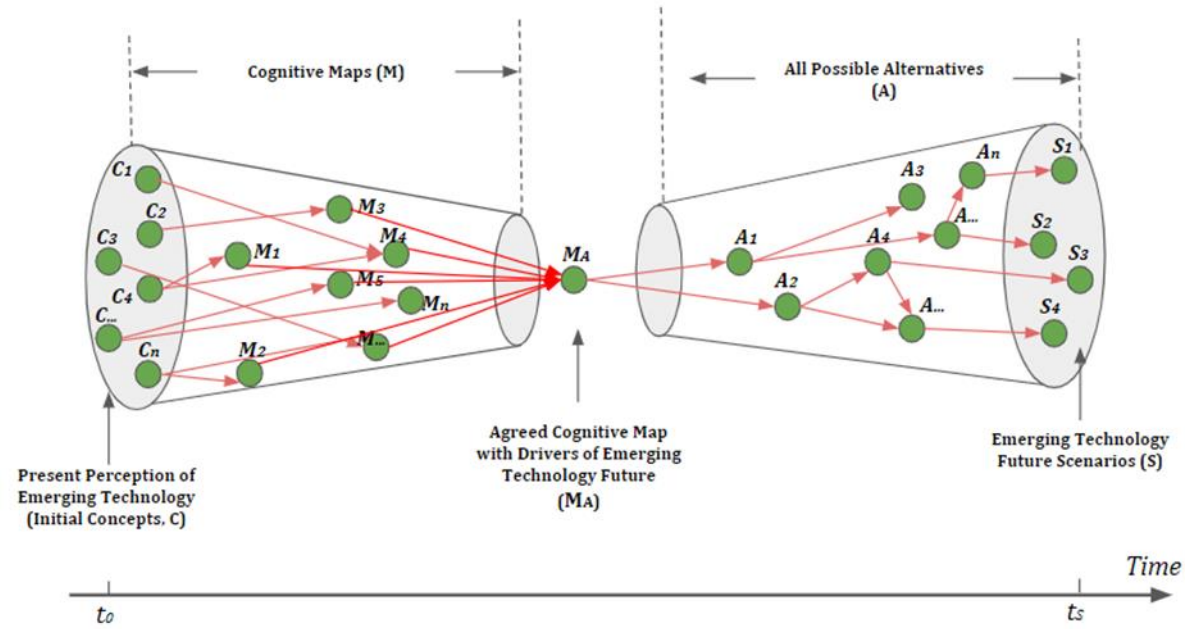 Cognitive Maps (M)
All Possible Alternatives
(A)
C1
C2
C3
C4
C...
Cn
M3
M4
M1
M5
Mn
M...
M2
MA
A1
A2
A3
A4
An
A...
A...
S1
S2
S3
S4
Present Perception of
Emerging Technology
(Initial Concepts, C)
Agreed Cognitive Map
with Drivers of Emerging
Technology Future
(MA)
Emerging Technology
Future Scenarios (S)
Time
t0
ts